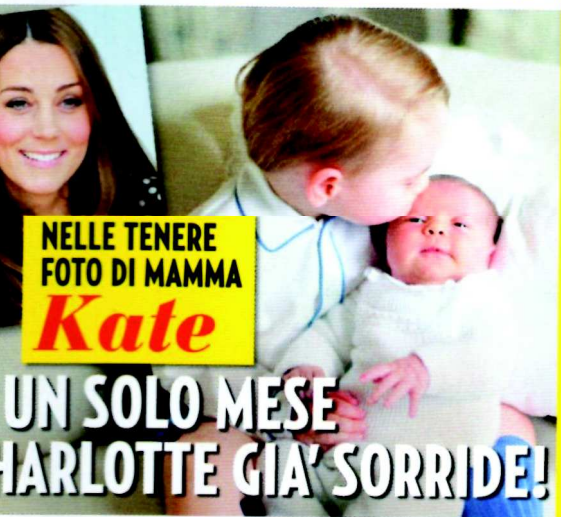 NELLE TENERE
FOTO DI MAMMA
Kate
UN SOLO MESE
HARLOTTE GIA' SORRIDE!